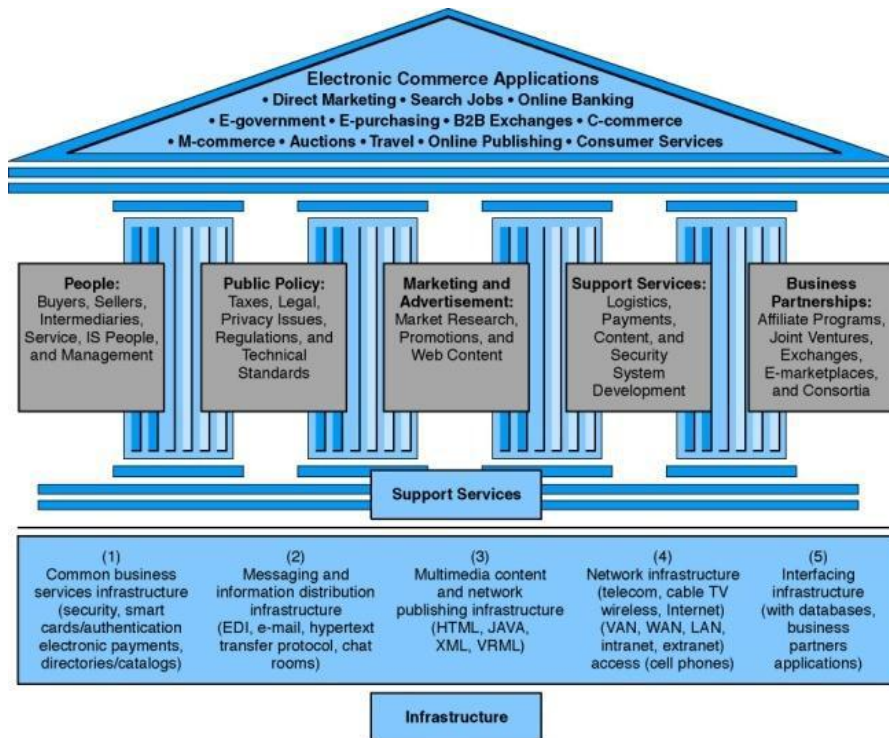 Electronic Commerce Applications
• Direct Marketing • Search Jobs • Online Banking
• E-government • E-purchasing • B2B Exchanges • C-commerce
• M-commerce • Auctions • Travel • Online Publishing • Consumer Services
People:
Buyers, Sellers,
Intermediaries,
Service, IS People,
and Management
Public Policy:
Taxes, Legal,
Privacy Issues,
Regulations, and
Technical
Standards
Marketing and
Advertisement:
Market Research,
Promotions, and
Web Content
Support Services:
Logistics,
Payments,
Content, and
Security
System
Development
Business
Partnerships:
Affiliate Programs,
Joint Ventures,
Exchanges,
E-marketplaces,
and Consortia
Support Services
(1)
Common business
services infrastructure
(security, smart
cards/authentication
electronic payments,
directories/catalogs)
(2)
Messaging and
information distribution
infrastructure
(EDI, e-mail, hypertext
transfer protocol, chat
rooms)
(3)
Multimedia content
and network
publishing infrastructure
(HTML, JAVA,
XML, VRML)
(4)
Network infrastructure
(telecom, cable TV
wireless, Internet)
(VAN, WAN, LAN,
intranet, extranet)
access (cell phones)
(5)
Interfacing
infrastructure
(with databases,
business
partners
applications)
Infrastructure